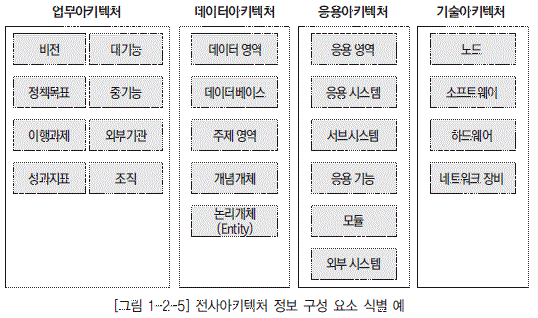 업무아키텍처
비전 대기능
정책목표 중기능
이행과제 외부기관
성과지표 조직
데이터아키텍처
데이터 영역
데이터베이스
주제 영역
개념개체
논리개체
(Entity)
응용아키텍처
응용 영역
응용 시스템
서브시스템
응용 기능
모듈
외부 시스템
기술아키텍처
노드
소프트웨어
하드웨어
네트워크 장비
[그림 1-2-5] 전사아키텍처 정보 구성 요소 식별 예